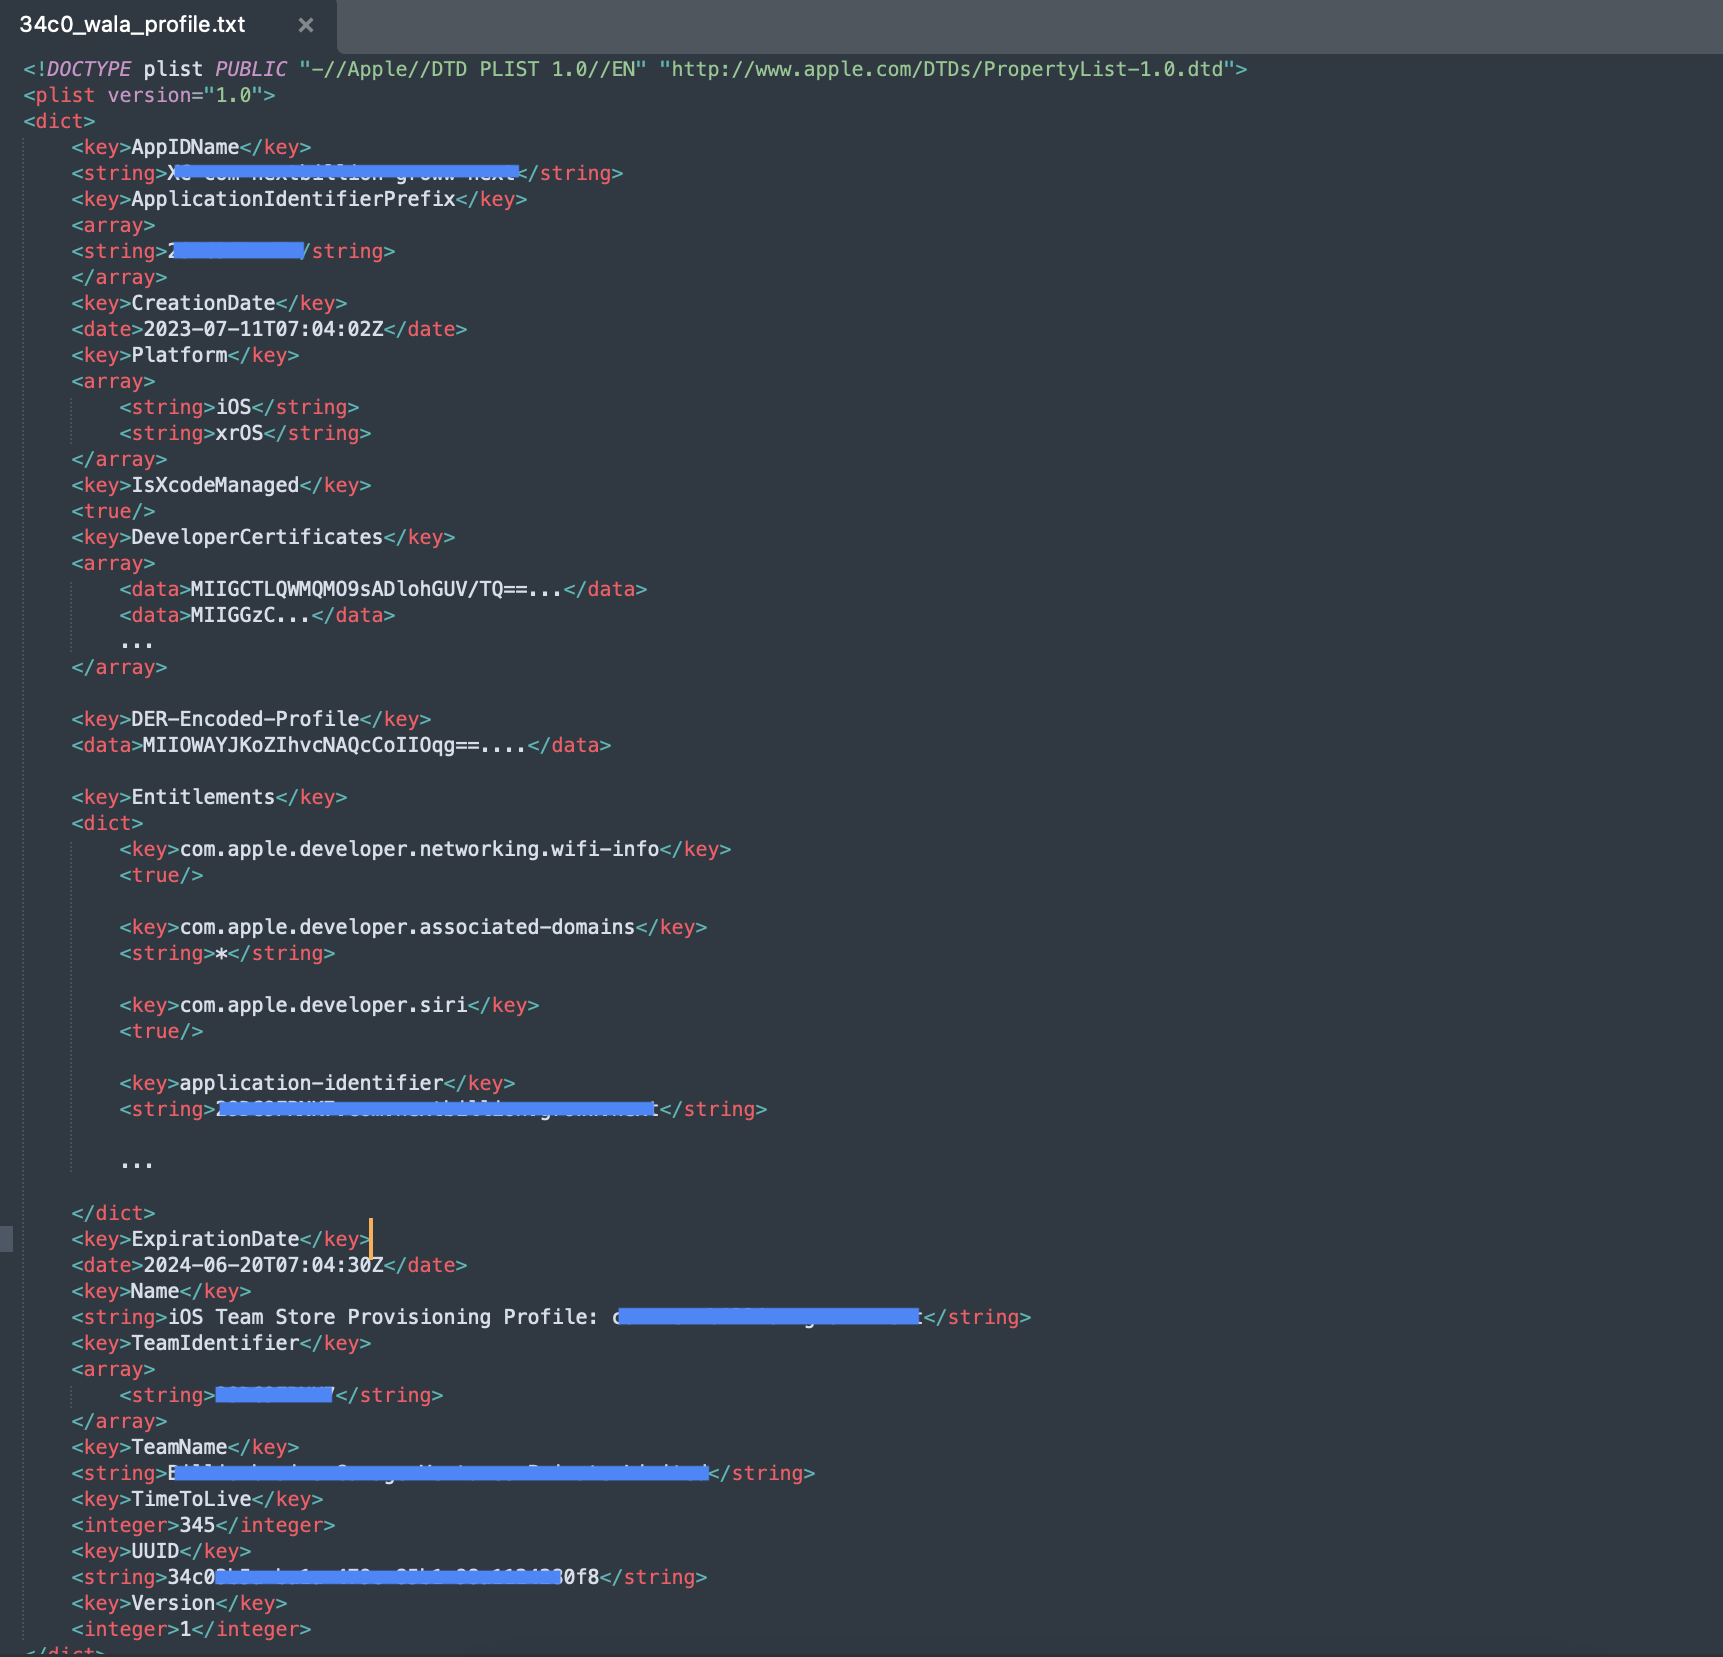 34c0_wala_profile.txt ×
<!DOCTYPE plist PUBLIC "-//Apple//DTD PLIST 1.0//EN" "http://www.apple.com/DTDs/PropertyList-1.0.dtd">
<plist version="1.0">
<dict>
<key>AppIDName</key>
<string></string>
<key>ApplicationIdentifierPrefix</key>
<array>
<string>2/string>
</array>
<key>CreationDate</key>
<date>2023-07-11T07:04:02Z</date>
<key>Platform</key>
<array>
<string>iOS</string>
<string>xrOS</string>
</array>
<key>IsXcodeManaged</key>
<true/>
<key>DeveloperCertificates</key>
<array>
<data>MIIGCTLQWMQMO9sADlohGUV/TQ==...</data>
<data>MIIGGzC...</data>
...
</array>
<key>DER-Encoded-Profile</key>
<data>MIIOWAYJKoZIhvcNAQcCoIIOqg==....</data>
<key>Entitlements</key>
<dict>
<key>com.apple.developer.networking.wifi-info</key>
<true/>
<key>com.apple.developer.associated-domains</key>
<string>*</string>
<key>com.apple.developer.siri</key>
<true/>
<key>application-identifier</key>
<string></string>
...
</dict>
<key>ExpirationDate</key>
<date>2024-06-20T07:04:30Z</date>
<key>Name</key>
<string>iOS Team Store Provisioning Profile: </string>
<key>TeamIdentifier</key>
<array>
<string></string>
</array>
<key>TeamName</key>
<string></string>
<key>TimeToLive</key>
<integer>345</integer>
<key>UUID</key>
<string>34c0 0f8</string>
<key>Version</key>
<integer>1</integer>
</dict>